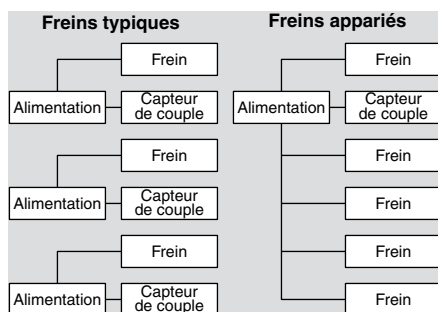 Freins typiques
Frein
Alimentation
Capteur
de couple
Frein
Alimentation
Capteur
de couple
Frein
Alimentation
Capteur
de couple
Freins appariés
Frein
Alimentation
Capteur
de couple
Frein
Frein
Frein
Frein